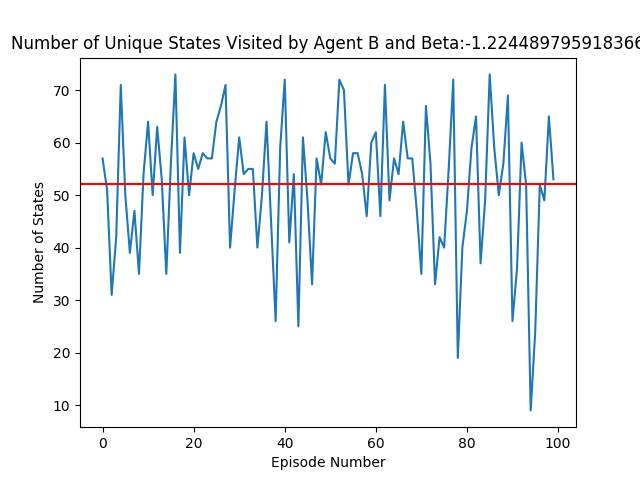 Number of Unique States Visited by Agent B and Beta:-1.224489795918366
70
60
50
40
30
20
10
Number of States
0 20 40 60 80 100
Episode Number